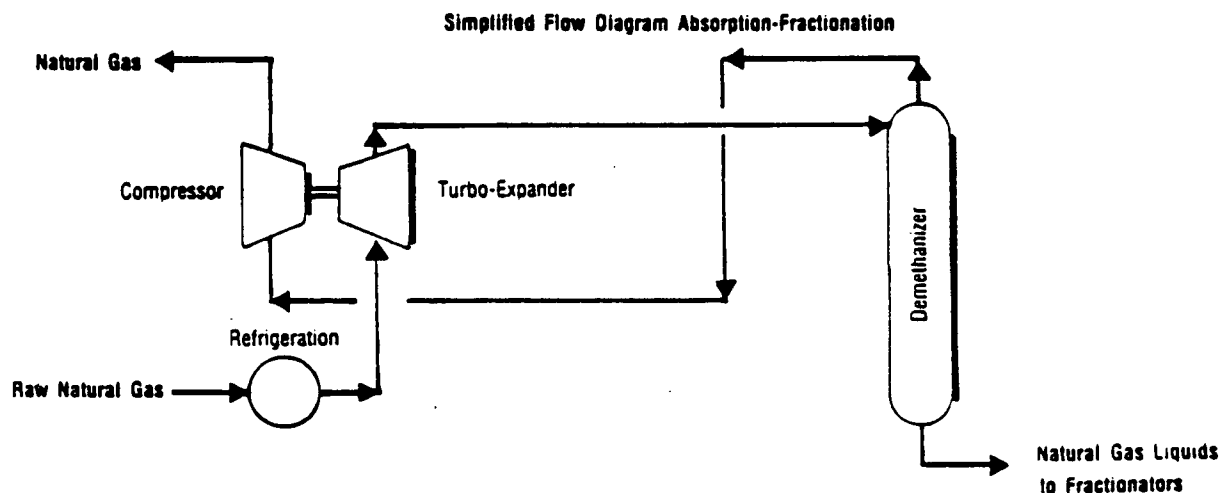 Simplified Flow Diagram Absorption-Fractionation
Natural Gas
Compressor
Turbo-Expander
Demethanizer
Refrigeration
Raw Natural Gas
Natural Gas Liquids
to Fractionators